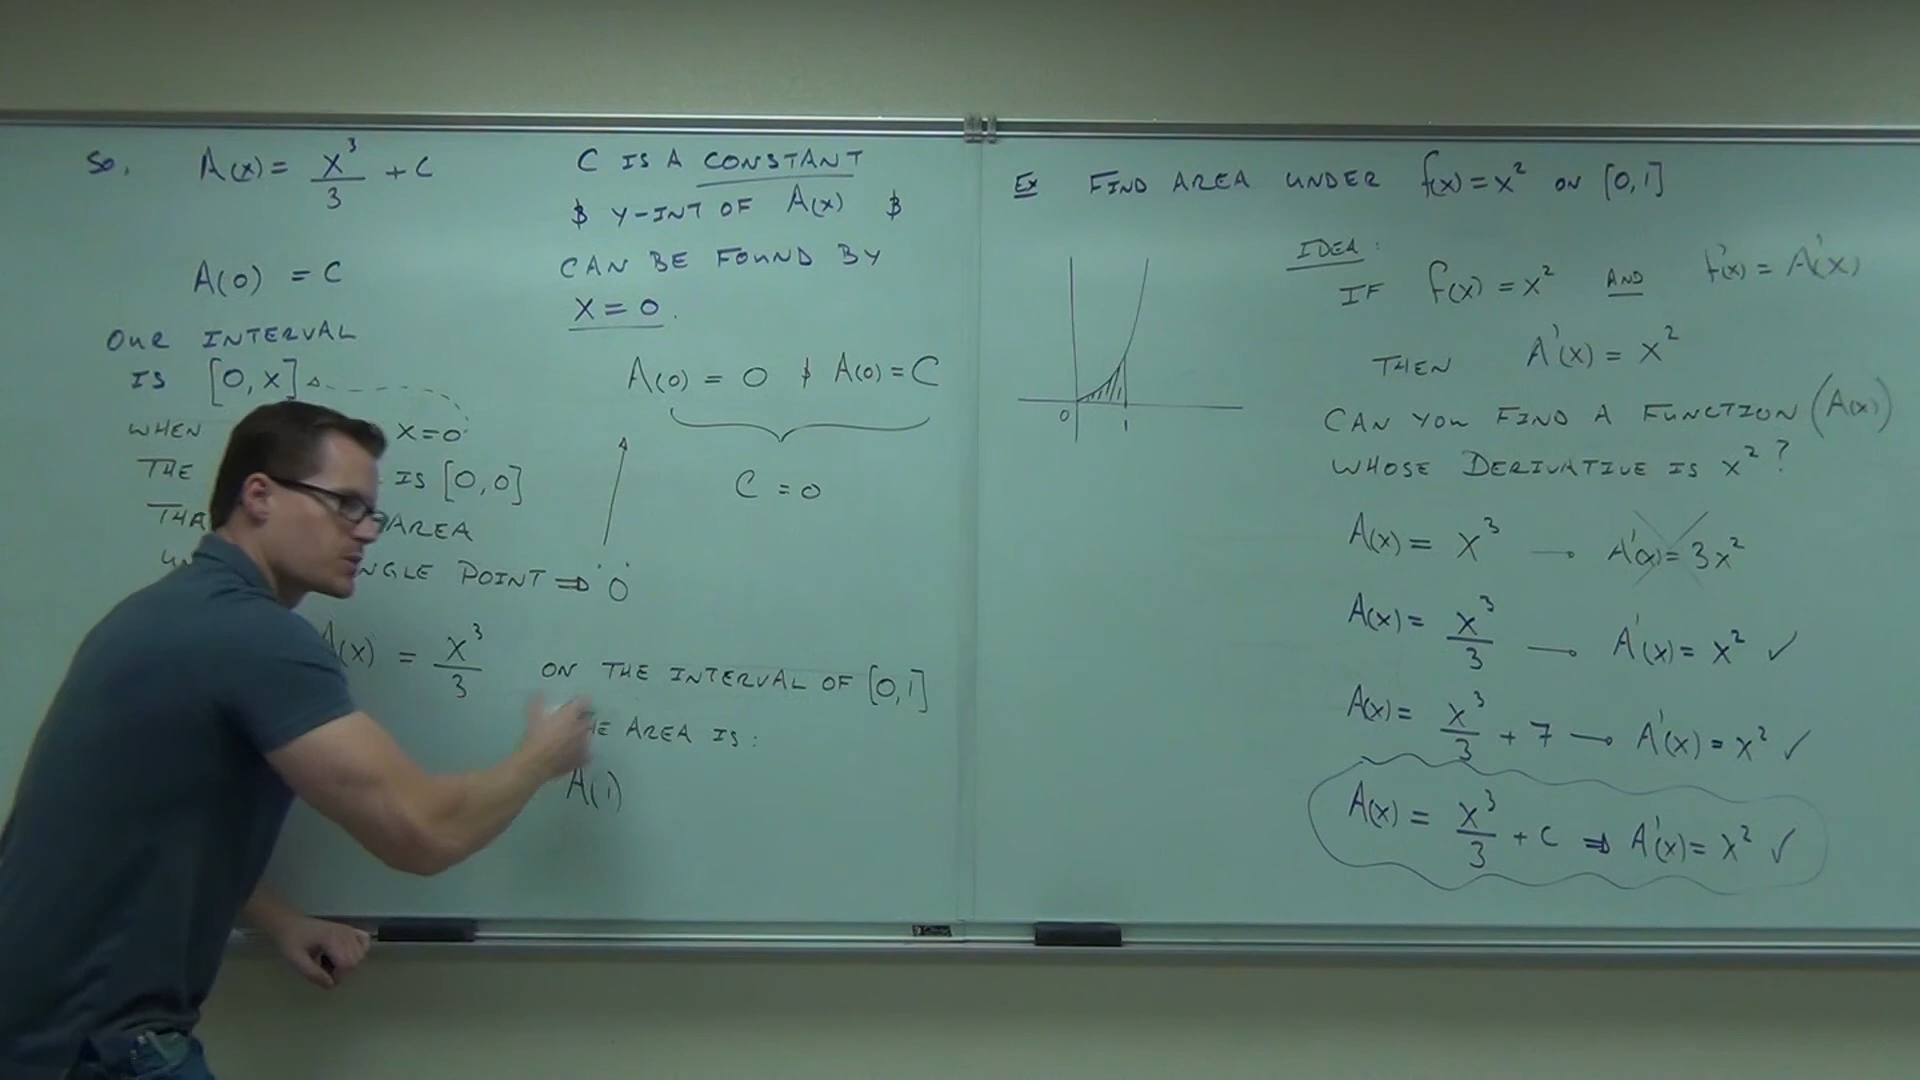 So, A(x) = x³/3 + C
A(0) = C
OUR INTERVAL
IS [0, x]
WHEN X=0
THE IS [0,0]
AREA
POINT ⇒ 0
A(x) = x³/3 ON THE INTERVAL OF [0,1]
THE AREA IS:
A(1)
C IS A CONSTANT
$ Y-INT OF A(x) $
CAN BE FOUND BY
X = 0.
A(0) = 0 $ A(0) = C
C = 0
Ex FIND AREA UNDER f(x) = x² ON [0,1]
0 1
IDEA:
IF f(x) = x² AND f(x) = A'(x)
THEN A'(x) = x²
CAN YOU FIND A FUNCTION (A(x))
WHOSE DERIVATIVE IS x²?
A(x) = x³ → A'(x) = 3x²
A(x) = x³/3 → A'(x) = x² ✓
A(x) = x³/3 + 7 → A'(x) = x² ✓
A(x) = x³/3 + C ⇒ A'(x) = x² ✓